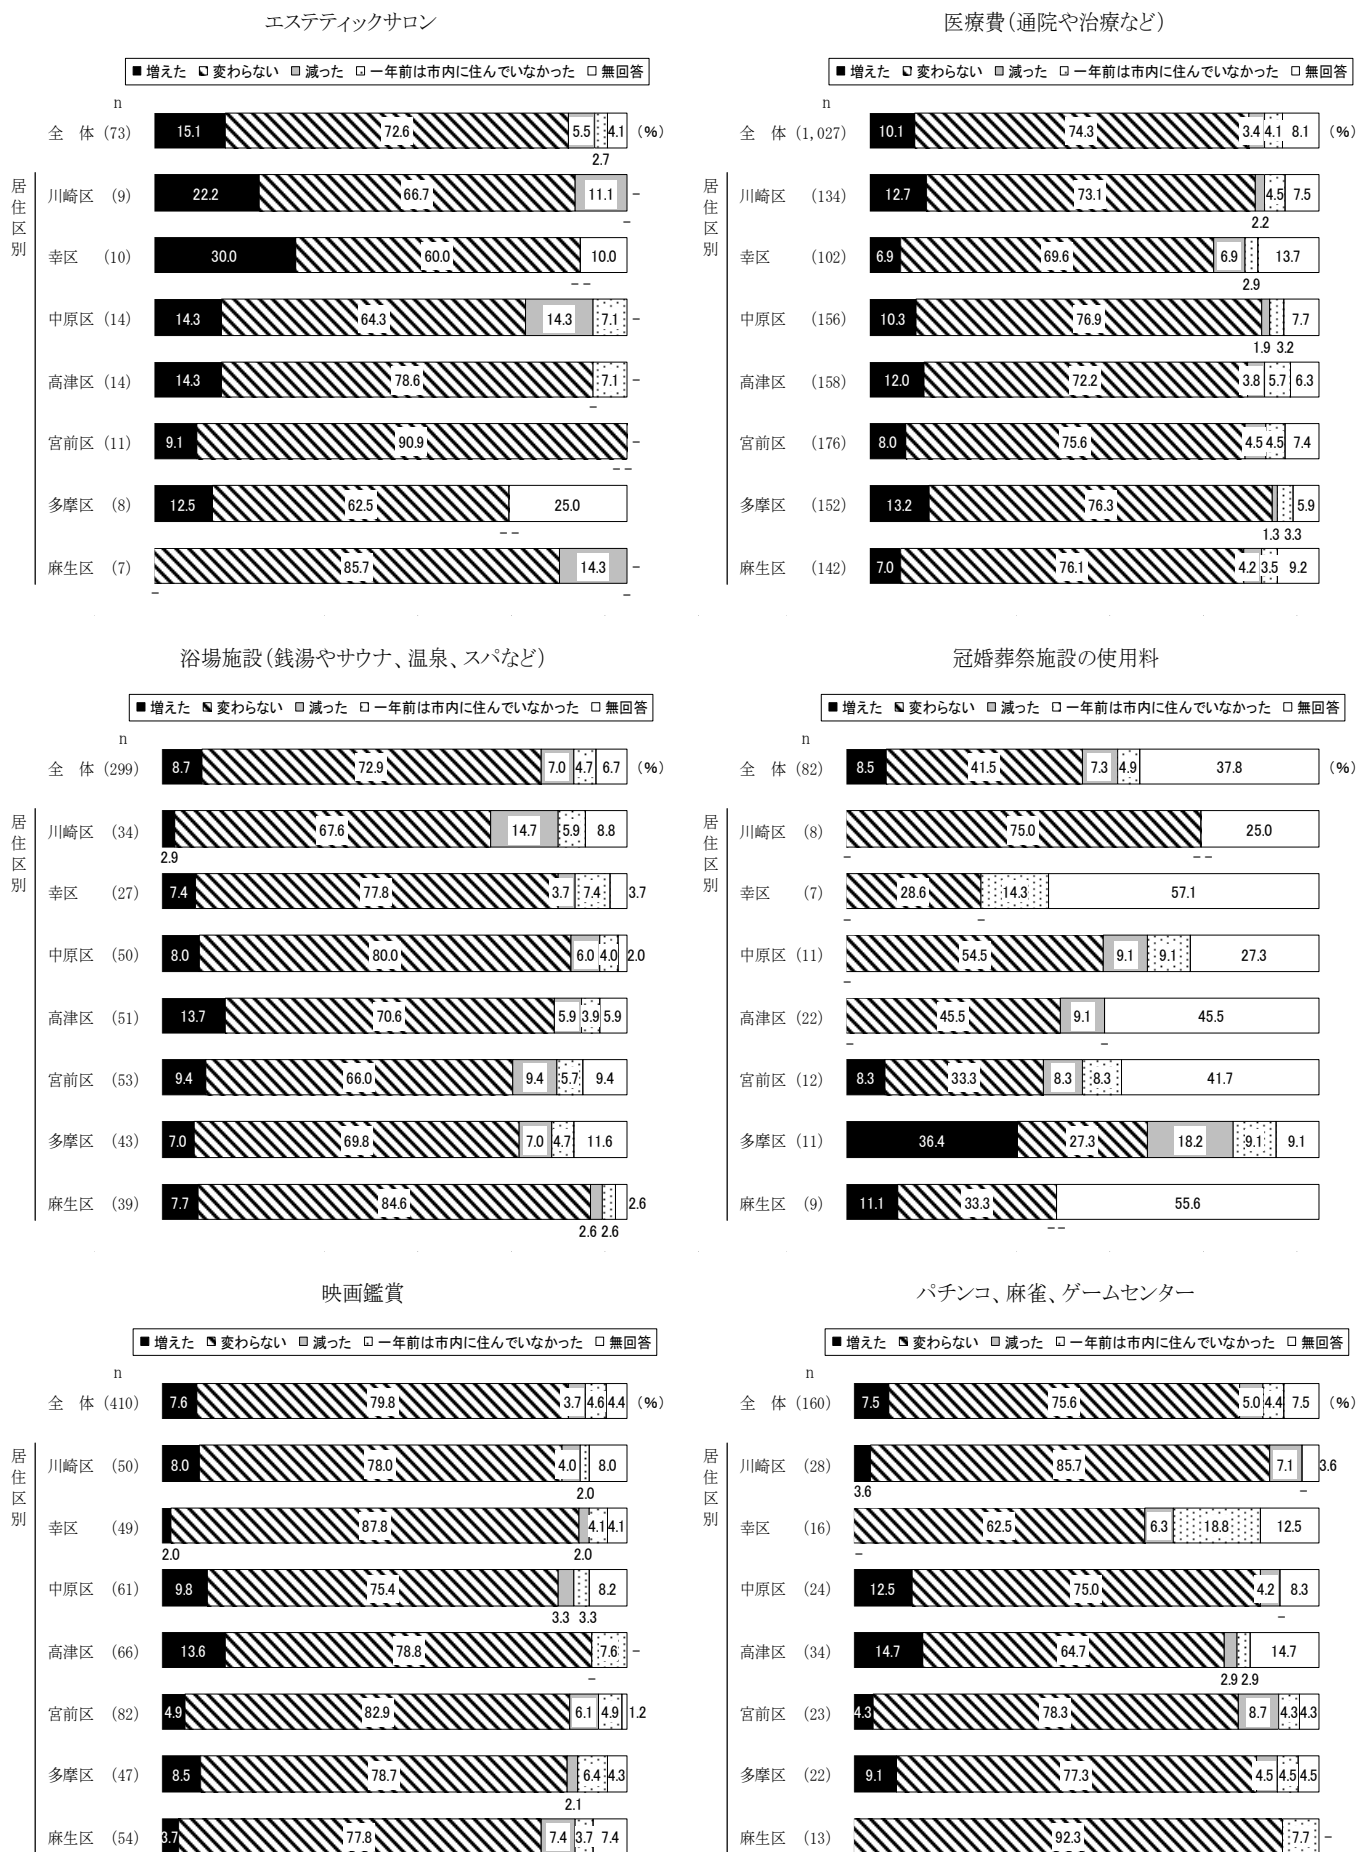 エステティックサロン
■ 増えた 変わらない 減った 一年前は市内に住んでいなかった □ 無回答
n
全 体 (73) 15.1 72.6 5.5 4.1 (%)
2.7
居住区別
川崎区 (9) 22.2 66.7 11.1 －
－
幸区 (10) 30.0 60.0 10.0
－ －
中原区 (14) 14.3 64.3 14.3 7.1 －
高津区 (14) 14.3 78.6 7.1 －
－
宮前区 (11) 9.1 90.9 －
－ －
多摩区 (8) 12.5 62.5 25.0
－ －
麻生区 (7) 85.7 14.3 －
－ －
医療費（通院や治療など）
■ 増えた 変わらない 減った 一年前は市内に住んでいなかった □ 無回答
n
全 体 (1,027) 10.1 74.3 3.4 4.1 8.1 (%)
居住区別
川崎区 (134) 12.7 73.1 4.5 7.5
2.2
幸区 (102) 6.9 69.6 6.9 13.7
2.9
中原区 (156) 10.3 76.9 7.7
1.9 3.2
高津区 (158) 12.0 72.2 3.8 5.7 6.3
宮前区 (176) 8.0 75.6 4.5 4.5 7.4
多摩区 (152) 13.2 76.3 5.9
1.3 3.3
麻生区 (142) 7.0 76.1 4.2 3.5 9.2
浴場施設（銭湯やサウナ、温泉、スパなど）
■ 増えた 変わらない 減った 一年前は市内に住んでいなかった □ 無回答
n
全 体 (299) 8.7 72.9 7.0 4.7 6.7 (%)
居住区別
川崎区 (34) 67.6 14.7 5.9 8.8
2.9
幸区 (27) 7.4 77.8 3.7 7.4 3.7
中原区 (50) 8.0 80.0 6.0 4.0 2.0
高津区 (51) 13.7 70.6 5.9 3.9 5.9
宮前区 (53) 9.4 66.0 9.4 5.7 9.4
多摩区 (43) 7.0 69.8 7.0 4.7 11.6
麻生区 (39) 7.7 84.6 2.6
2.6 2.6
冠婚葬祭施設の使用料
■ 増えた 変わらない 減った 一年前は市内に住んでいなかった □ 無回答
n
全 体 (82) 8.5 41.5 7.3 4.9 37.8 (%)
居住区別
川崎区 (8) 75.0 25.0
－ － －
幸区 (7) 28.6 14.3 57.1
－ －
中原区 (11) 54.5 9.1 9.1 27.3
－
高津区 (22) 45.5 9.1 45.5
－ －
宮前区 (12) 8.3 33.3 8.3 8.3 41.7
多摩区 (11) 36.4 27.3 18.2 9.1 9.1
麻生区 (9) 11.1 33.3 55.6
－ －
映画鑑賞
■ 増えた 変わらない 減った 一年前は市内に住んでいなかった □ 無回答
n
全 体 (410) 7.6 79.8 3.7 4.6 4.4 (%)
居住区別
川崎区 (50) 8.0 78.0 4.0 8.0
2.0
幸区 (49) 87.8 4.1 4.1
2.0 2.0
中原区 (61) 9.8 75.4 8.2
3.3 3.3
高津区 (66) 13.6 78.8 7.6 －
－
宮前区 (82) 4.9 82.9 6.1 4.9 1.2
多摩区 (47) 8.5 78.7 6.4 4.3
2.1
麻生区 (54) 3.7 77.8 7.4 3.7 7.4
パチンコ、麻雀、ゲームセンター
■ 増えた 変わらない 減った 一年前は市内に住んでいなかった □ 無回答
n
全 体 (160) 7.5 75.6 5.0 4.4 7.5 (%)
居住区別
川崎区 (28) 85.7 7.1 3.6
3.6 －
幸区 (16) 62.5 6.3 18.8 12.5
－
中原区 (24) 12.5 75.0 4.2 8.3
－
高津区 (34) 14.7 64.7 14.7
2.9 2.9
宮前区 (23) 4.3 78.3 8.7 4.3 4.3
多摩区 (22) 9.1 77.3 4.5 4.5 4.5
麻生区 (13) 92.3 7.7 －